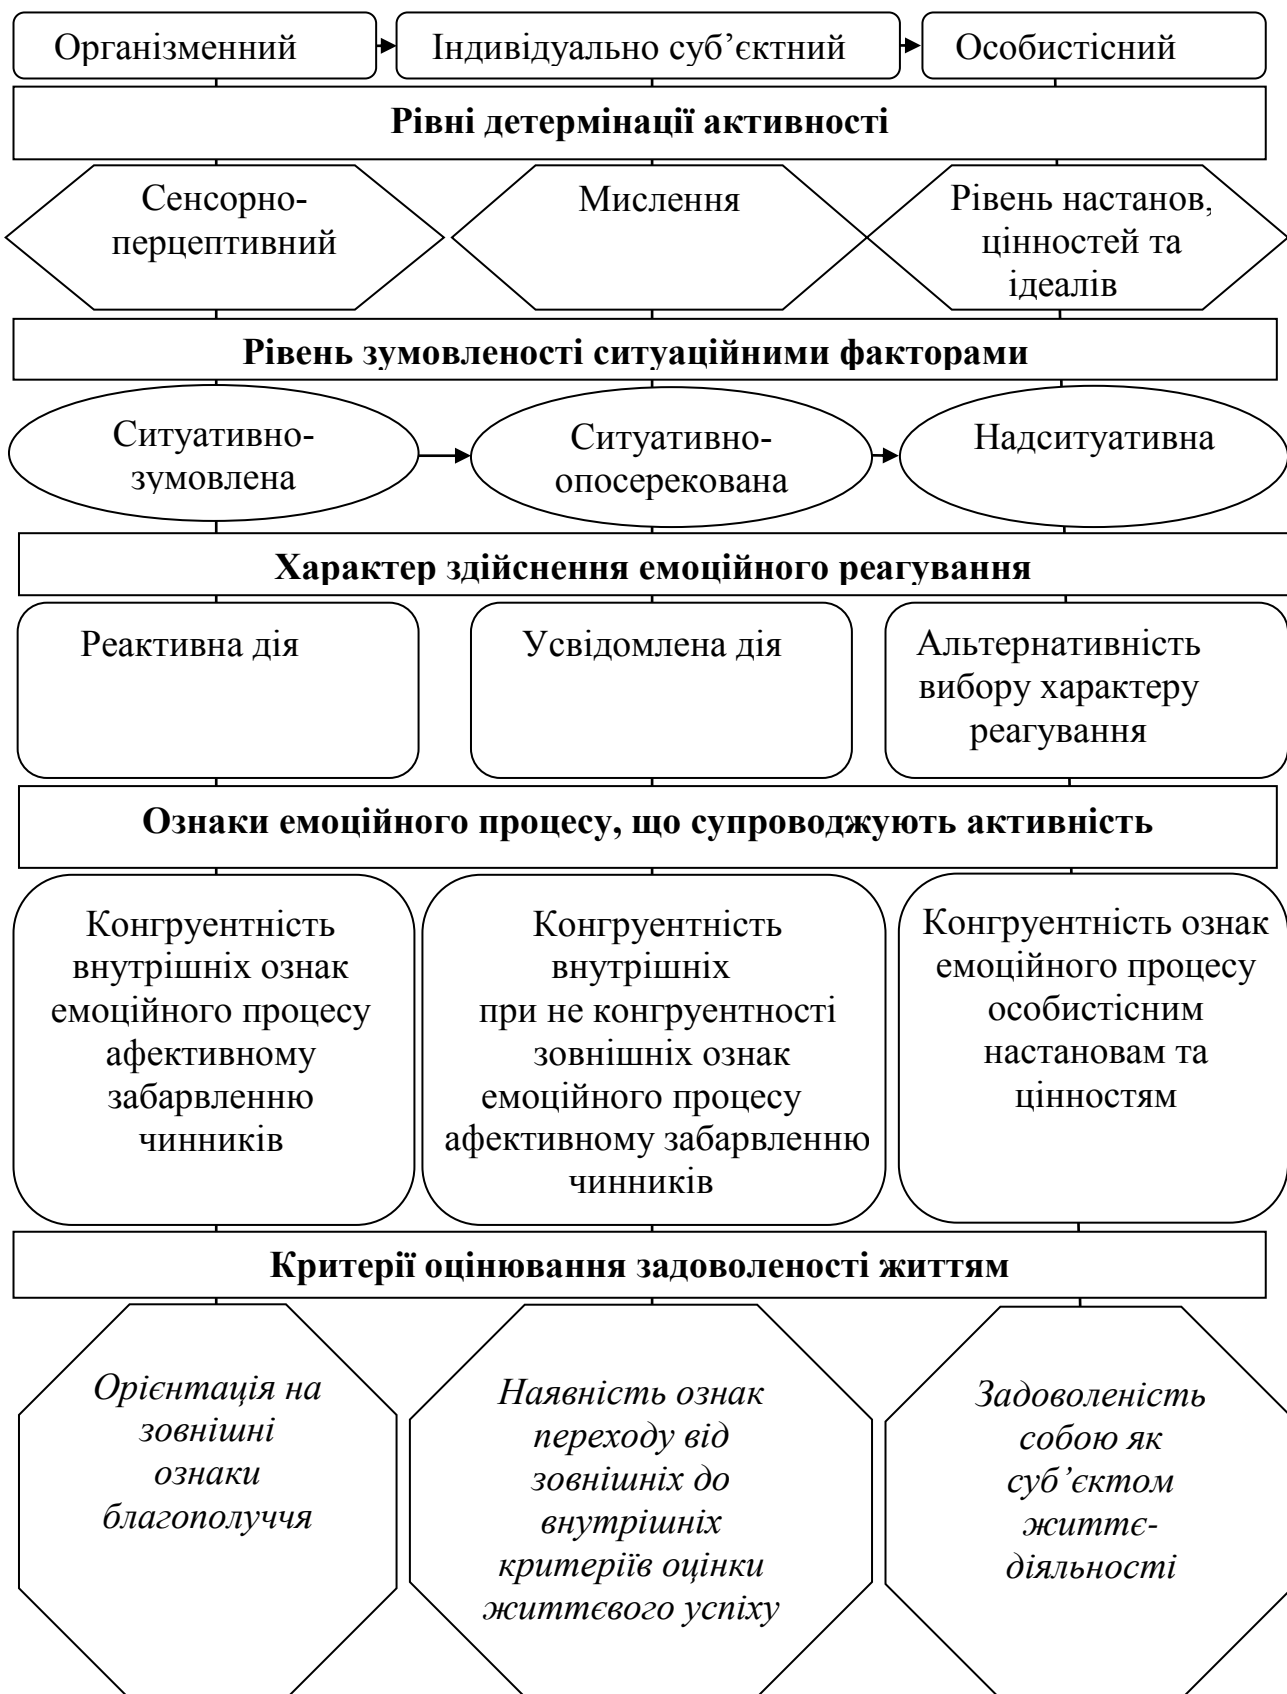 Організменний
Індивідуально суб’єктний
Особистісний
Рівні детермінації активності
Сенсорно-
перцептивний
Мислення
Рівень настанов,
цінностей та
ідеалів
Рівень зумовленості ситуаційними факторами
Ситуативно-
зумовлена
Ситуативно-
опосерекована
Надситуативна
Характер здійснення емоційного реагування
Реактивна дія
Усвідомлена дія
Альтернативність
вибору характеру
реагування
Ознаки емоційного процесу, що супроводжують активність
Конгруентність
внутрішніх ознак
емоційного процесу
афективному
забарвленню
чинників
Конгруентність
внутрішніх
при не конгруентності
зовнішніх ознак
емоційного процесу
афективному забарвленню
чинників
Конгруентність ознак
емоційного процесу
особистісним
настановам та
цінностям
Критерії оцінювання задоволеності життям
Орієнтація на
зовнішні
ознаки
благополуччя
Наявність ознак
переходу від
зовнішніх до
внутрішніх
критеріїв оцінки
життєвого успіху
Задоволеність
собою як
суб’єктом
життє-
діяльності